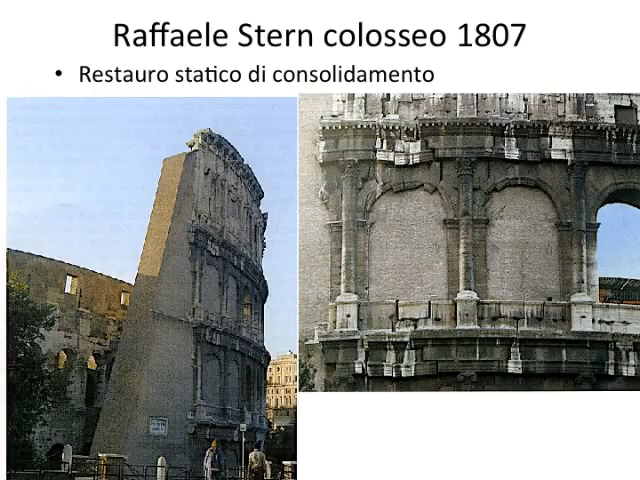 Raffaele Stern colosseo 1807
• Restauro statico di consolidamento